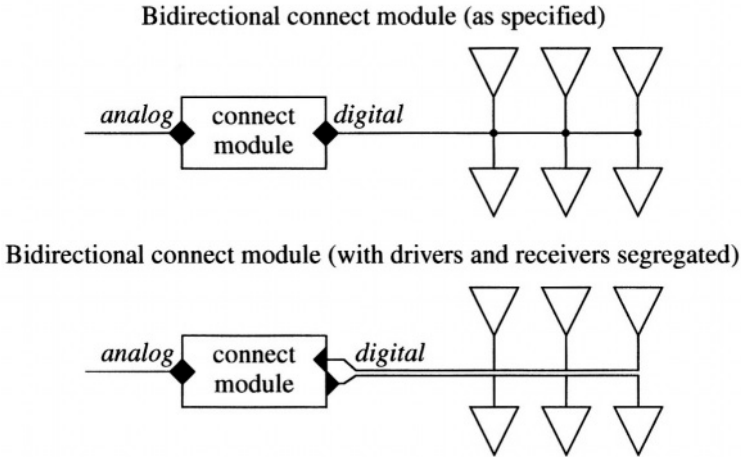 Bidirectional connect module (as specified)
analog connect digital
module
Bidirectional connect module (with drivers and receivers segregated)
analog connect digital
module